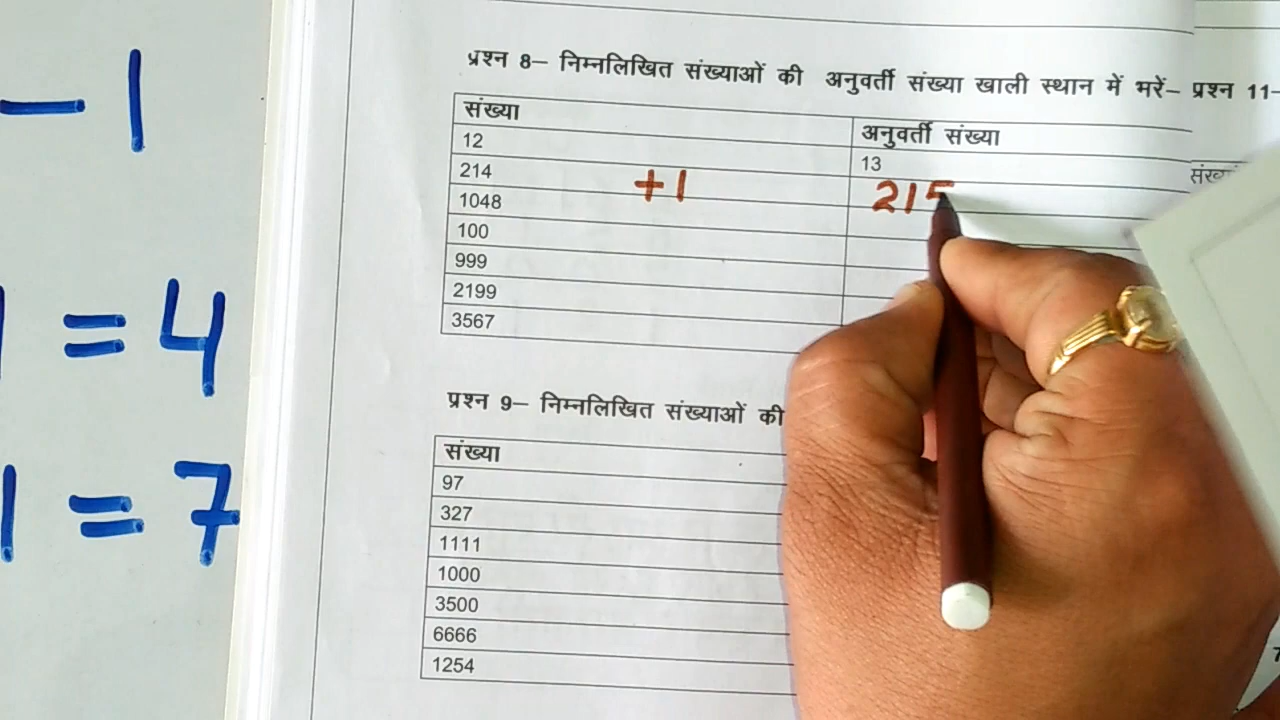 – 1
= 4
1 = 7
प्रश्न 8– निम्नलिखित संख्याओं की अनुवर्ती संख्या खाली स्थान में भरें–
संख्या अनुवर्ती संख्या
12 13
214 +1 215
1048
100
999
2199
3567
प्रश्न 9– निम्नलिखित संख्याओं की
संख्या
97
327
1111
1000
3500
6666
1254
प्रश्न 11–